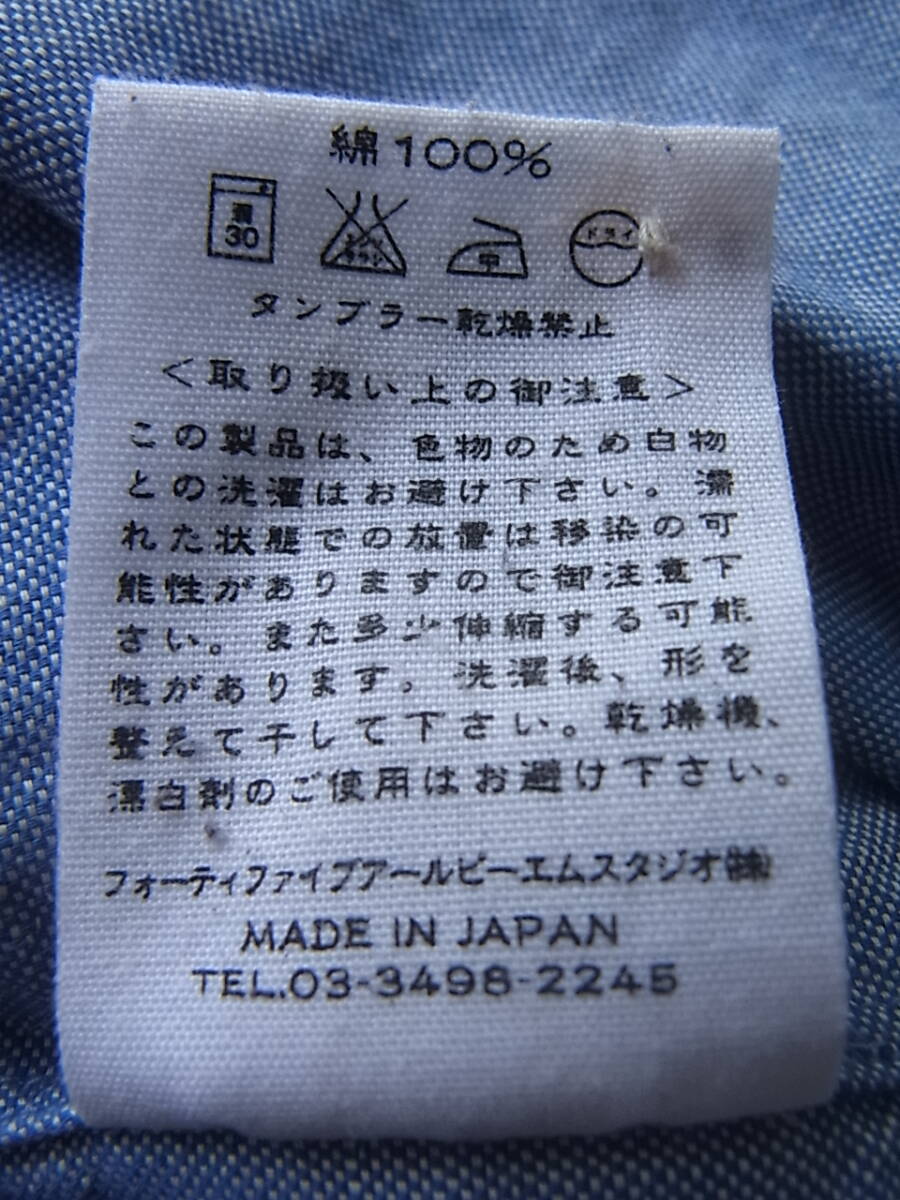 綿100%
30
中
ドライ
タンブラー乾燥禁止
<取り扱い上の御注意>
この製品は、色物のため白物
との洗濯はお避け下さい。濡
れた状態での放置は移染の可
能性がありますので御注意下
さい。また多少伸縮する可能
性があります。洗濯後、形を
整えて干して下さい。乾燥機、
漂白剤のご使用はお避け下さい。
フォーティファイブアールピーエムスタジオ㈱
MADE IN JAPAN
TEL.03-3498-2245